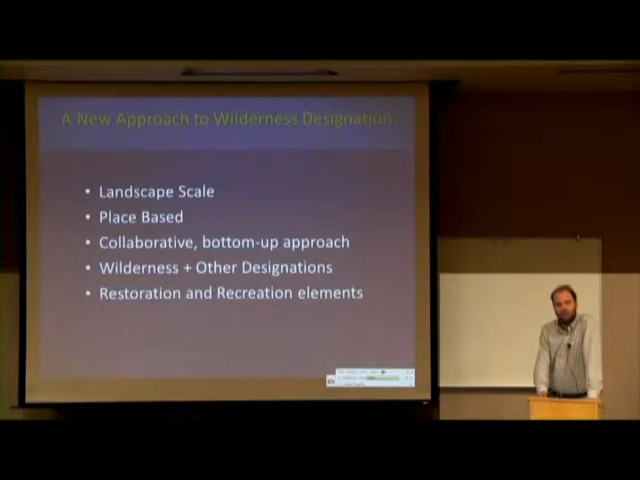 A New Approach to Wilderness Designation
• Landscape Scale
• Place Based
• Collaborative, bottom-up approach
• Wilderness + Other Designations
• Restoration and Recreation elements